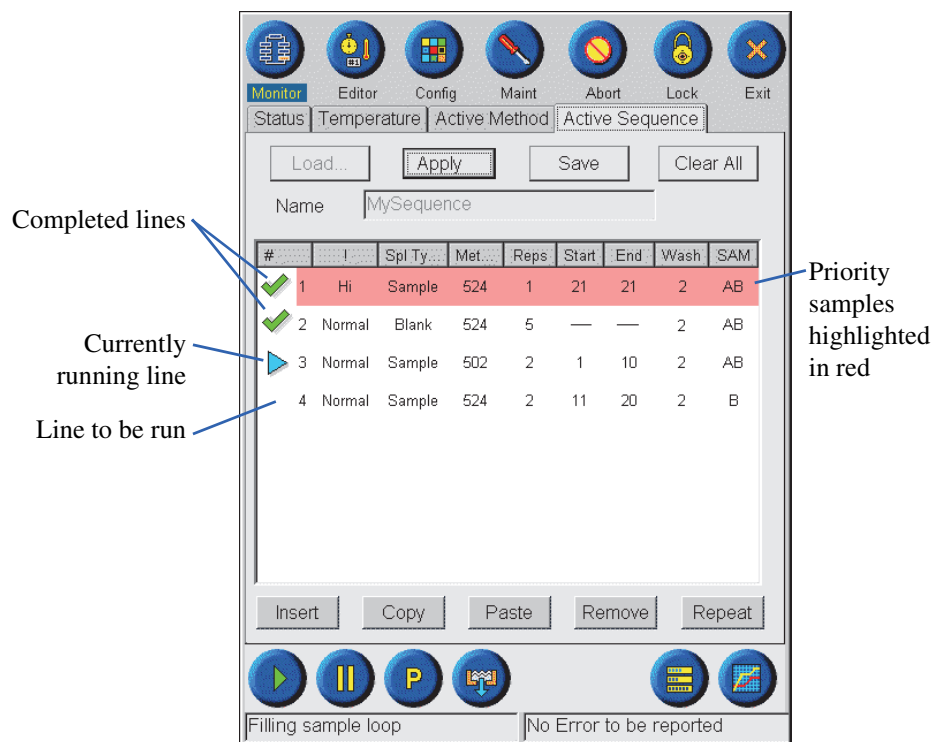 #1
Monitor Editor Config Maint Abort Lock Exit
Status Temperature Active Method Active Sequence
Load... Apply Save Clear All
Name MySequence
Completed lines
# ! Spl Ty... Met.... Reps Start End Wash SAM
1 Hi Sample 524 1 21 21 2 AB
2 Normal Blank 524 5 — — 2 AB
3 Normal Sample 502 2 1 10 2 AB
4 Normal Sample 524 2 11 20 2 B
Priority
samples
highlighted
in red
Currently
running line
Line to be run
Insert Copy Paste Remove Repeat
P
Filling sample loop No Error to be reported